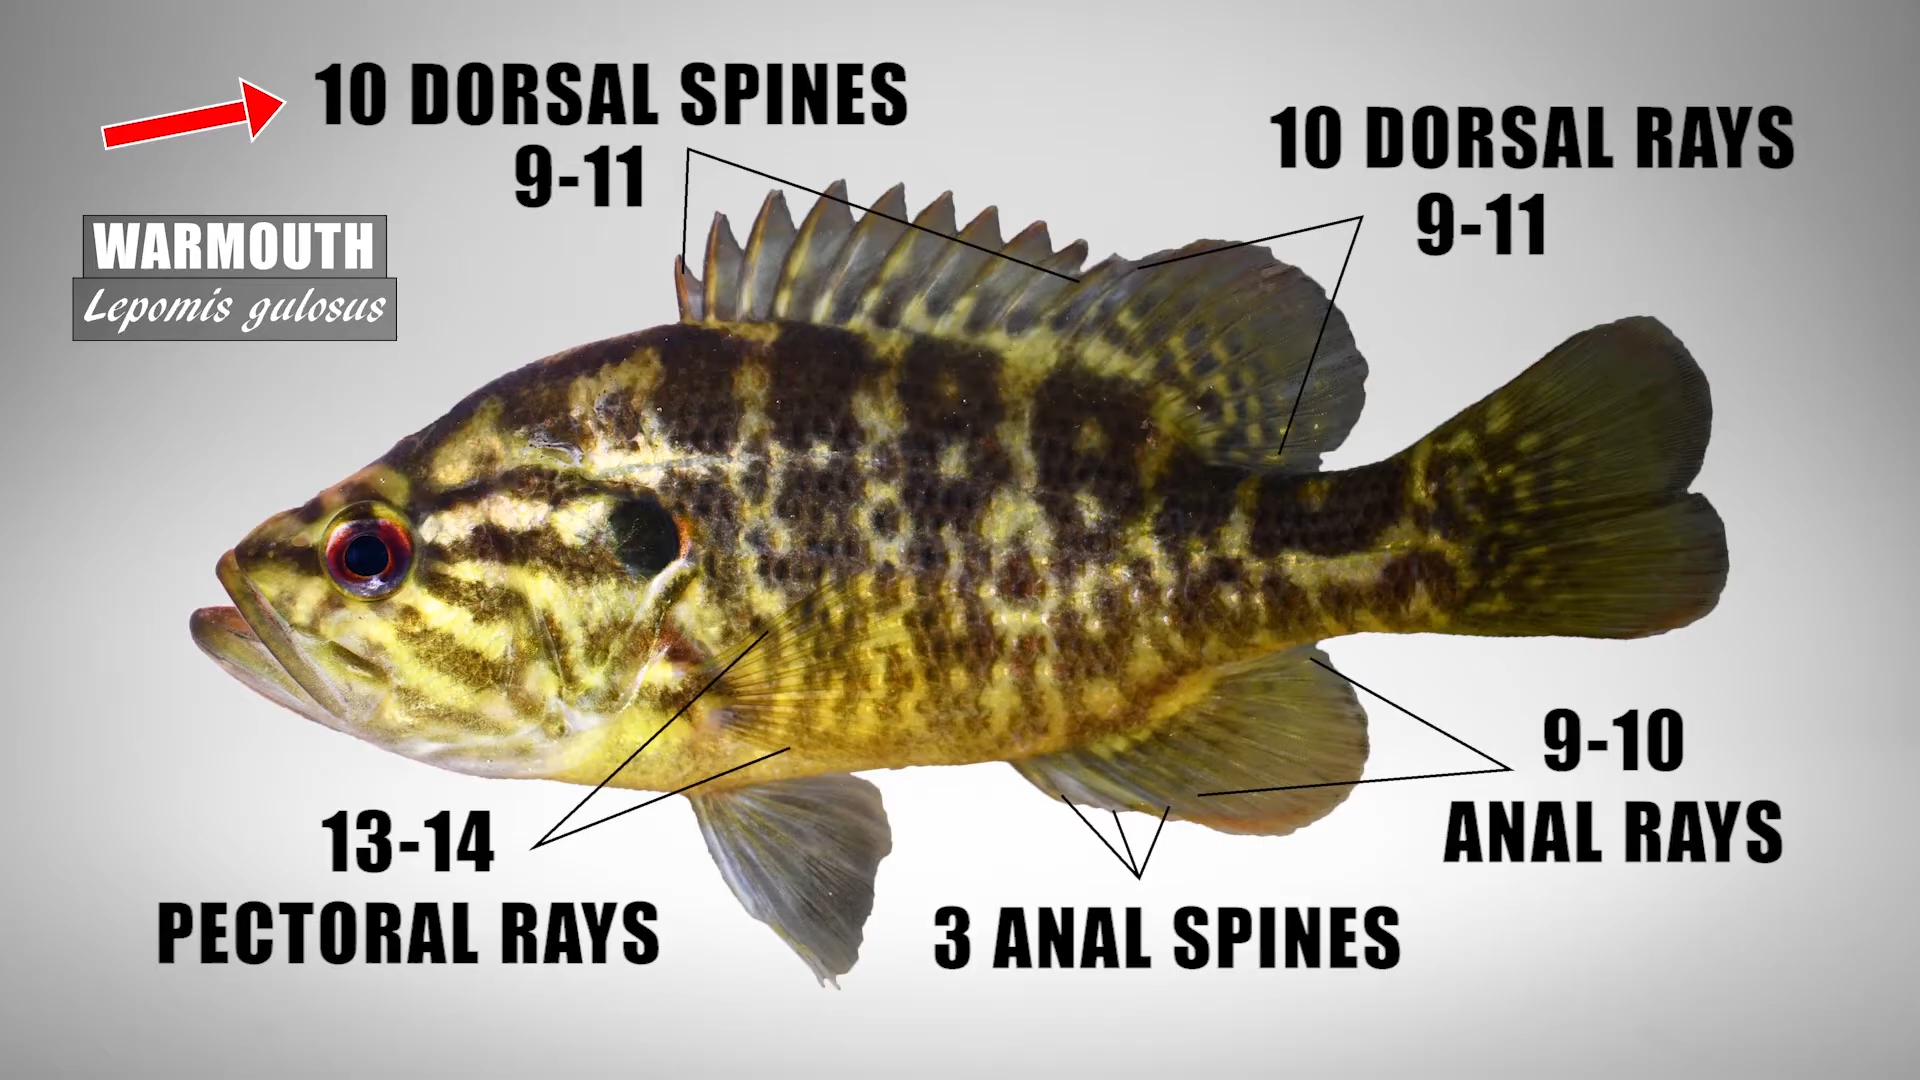 10 DORSAL SPINES
9-11
10 DORSAL RAYS
9-11
WARMOUTH
Lepomis gulosus
9-10
ANAL RAYS
13-14
PECTORAL RAYS
3 ANAL SPINES